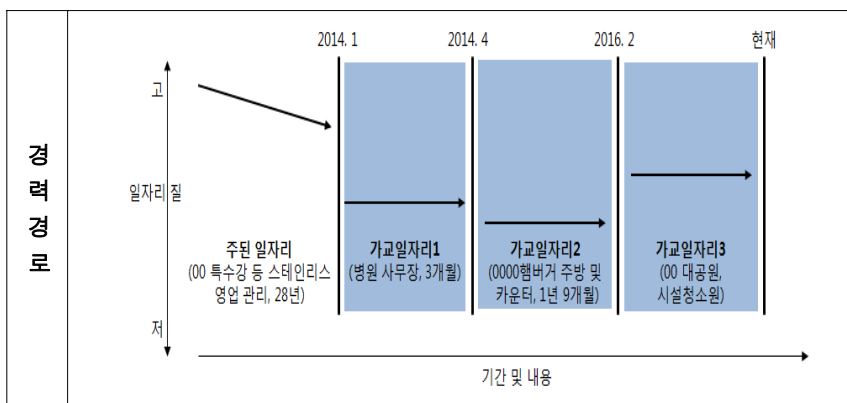 경
력
경
로
2014. 1
2014. 4
2016. 2
현재
고
일자리 질
저
주된 일자리
(00 특수강 등 스테인리스
영업 관리, 28년)
가교일자리1
(병원 사무장, 3개월)
가교일자리2
(0000햄버거 주방 및
카운터, 1년 9개월)
가교일자리3
(00 대공원,
시설청소원)
기간 및 내용